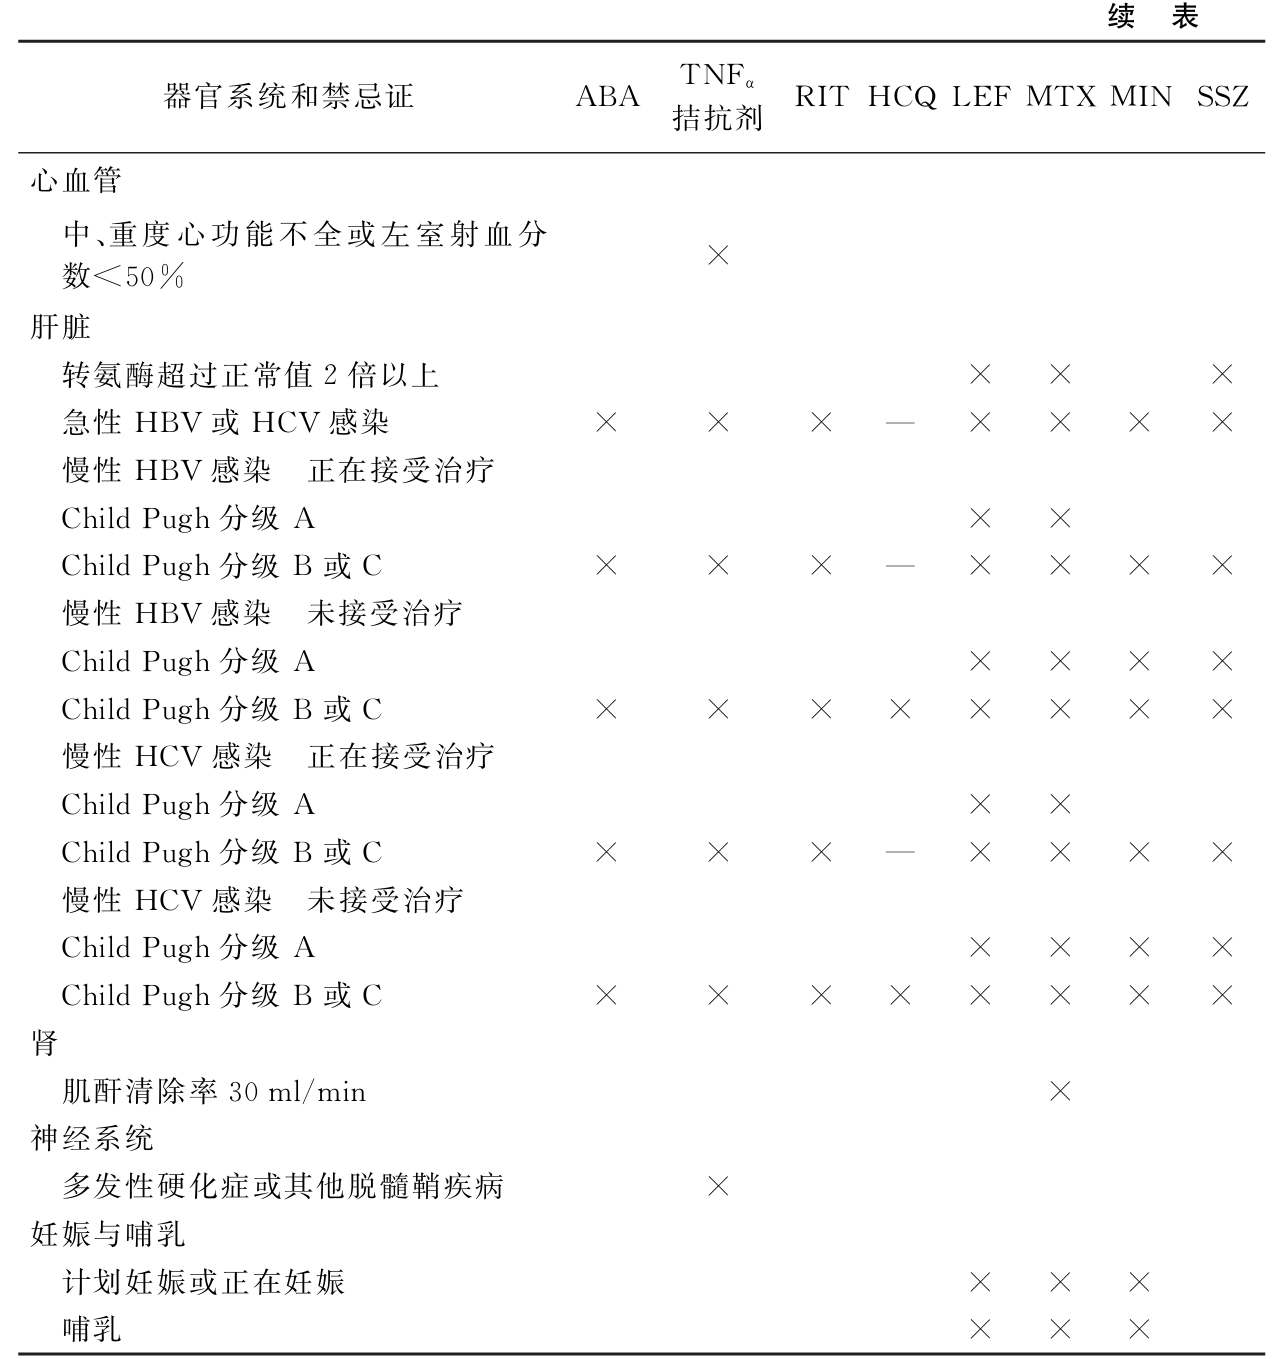 续 表
器官系统和禁忌证 ABA TNFα拮抗剂 RIT HCQ LEF MTX MIN SSZ
心血管
中、重度心功能不全或左室射血分
数＜50% ×
肝脏
转氨酶超过正常值 2 倍以上 × × ×
急性 HBV 或 HCV 感染 × × × — × × × ×
慢性 HBV 感染 正在接受治疗
Child Pugh 分级 A × ×
Child Pugh 分级 B 或 C × × × — × × × ×
慢性 HBV 感染 未接受治疗
Child Pugh 分级 A × × × ×
Child Pugh 分级 B 或 C × × × × × × × ×
慢性 HCV 感染 正在接受治疗
Child Pugh 分级 A × ×
Child Pugh 分级 B 或 C × × × — × × × ×
慢性 HCV 感染 未接受治疗
Child Pugh 分级 A × × × ×
Child Pugh 分级 B 或 C × × × × × × × ×
肾
肌酐清除率 30 ml/min ×
神经系统
多发性硬化症或其他脱髓鞘疾病 ×
妊娠与哺乳
计划妊娠或正在妊娠 × × ×
哺乳 × × ×